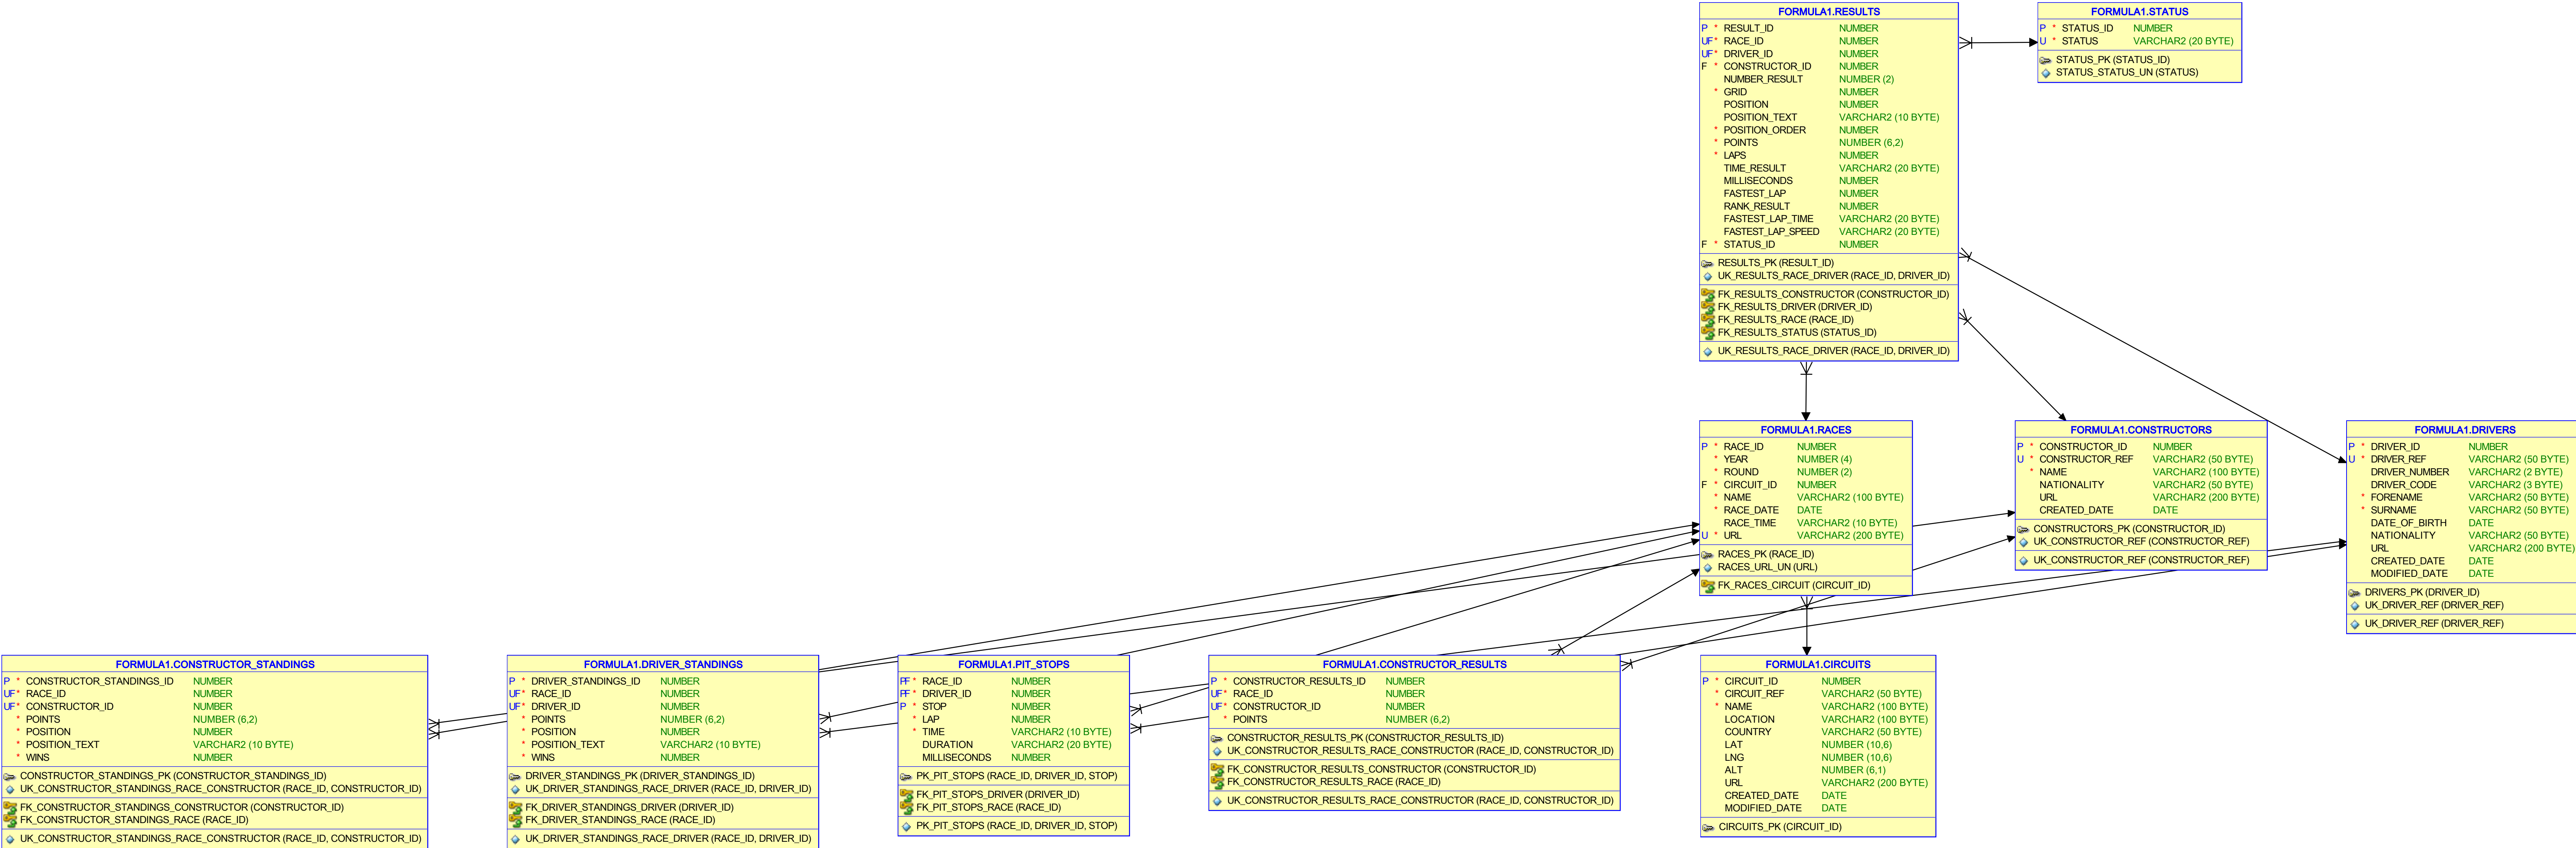 FORMULA1.RESULTS
P * RESULT_ID NUMBER
UF* RACE_ID NUMBER
UF* DRIVER_ID NUMBER
F * CONSTRUCTOR_ID NUMBER
NUMBER_RESULT NUMBER (2)
* GRID NUMBER
POSITION NUMBER
POSITION_TEXT VARCHAR2 (10 BYTE)
* POSITION_ORDER NUMBER
* POINTS NUMBER (6,2)
* LAPS NUMBER
TIME_RESULT VARCHAR2 (20 BYTE)
MILLISECONDS NUMBER
FASTEST_LAP NUMBER
RANK_RESULT NUMBER
FASTEST_LAP_TIME VARCHAR2 (20 BYTE)
FASTEST_LAP_SPEED VARCHAR2 (20 BYTE)
F * STATUS_ID NUMBER
RESULTS_PK (RESULT_ID)
UK_RESULTS_RACE_DRIVER (RACE_ID, DRIVER_ID)
FK_RESULTS_CONSTRUCTOR (CONSTRUCTOR_ID)
FK_RESULTS_DRIVER (DRIVER_ID)
FK_RESULTS_RACE (RACE_ID)
FK_RESULTS_STATUS (STATUS_ID)
UK_RESULTS_RACE_DRIVER (RACE_ID, DRIVER_ID)
FORMULA1.STATUS
P * STATUS_ID NUMBER
U * STATUS VARCHAR2 (20 BYTE)
STATUS_PK (STATUS_ID)
STATUS_STATUS_UN (STATUS)
FORMULA1.RACES
P * RACE_ID NUMBER
* YEAR NUMBER (4)
* ROUND NUMBER (2)
F * CIRCUIT_ID NUMBER
* NAME VARCHAR2 (100 BYTE)
* RACE_DATE DATE
RACE_TIME VARCHAR2 (10 BYTE)
U * URL VARCHAR2 (200 BYTE)
RACES_PK (RACE_ID)
RACES_URL_UN (URL)
FK_RACES_CIRCUIT (CIRCUIT_ID)
FORMULA1.CONSTRUCTORS
P * CONSTRUCTOR_ID NUMBER
U * CONSTRUCTOR_REF VARCHAR2 (50 BYTE)
* NAME VARCHAR2 (100 BYTE)
NATIONALITY VARCHAR2 (50 BYTE)
URL VARCHAR2 (200 BYTE)
CREATED_DATE DATE
CONSTRUCTORS_PK (CONSTRUCTOR_ID)
UK_CONSTRUCTOR_REF (CONSTRUCTOR_REF)
UK_CONSTRUCTOR_REF (CONSTRUCTOR_REF)
FORMULA1.DRIVERS
P * DRIVER_ID NUMBER
U * DRIVER_REF VARCHAR2 (50 BYTE)
DRIVER_NUMBER VARCHAR2 (2 BYTE)
DRIVER_CODE VARCHAR2 (3 BYTE)
* FORENAME VARCHAR2 (50 BYTE)
* SURNAME VARCHAR2 (50 BYTE)
DATE_OF_BIRTH DATE
NATIONALITY VARCHAR2 (50 BYTE)
URL VARCHAR2 (200 BYTE)
CREATED_DATE DATE
MODIFIED_DATE DATE
DRIVERS_PK (DRIVER_ID)
UK_DRIVER_REF (DRIVER_REF)
UK_DRIVER_REF (DRIVER_REF)
FORMULA1.CONSTRUCTOR_STANDINGS
P * CONSTRUCTOR_STANDINGS_ID NUMBER
UF* RACE_ID NUMBER
UF* CONSTRUCTOR_ID NUMBER
* POINTS NUMBER (6,2)
* POSITION NUMBER
* POSITION_TEXT VARCHAR2 (10 BYTE)
* WINS NUMBER
CONSTRUCTOR_STANDINGS_PK (CONSTRUCTOR_STANDINGS_ID)
UK_CONSTRUCTOR_STANDINGS_RACE_CONSTRUCTOR (RACE_ID, CONSTRUCTOR_ID)
FK_CONSTRUCTOR_STANDINGS_CONSTRUCTOR (CONSTRUCTOR_ID)
FK_CONSTRUCTOR_STANDINGS_RACE (RACE_ID)
UK_CONSTRUCTOR_STANDINGS_RACE_CONSTRUCTOR (RACE_ID, CONSTRUCTOR_ID)
FORMULA1.DRIVER_STANDINGS
P * DRIVER_STANDINGS_ID NUMBER
UF* RACE_ID NUMBER
UF* DRIVER_ID NUMBER
* POINTS NUMBER (6,2)
* POSITION NUMBER
* POSITION_TEXT VARCHAR2 (10 BYTE)
* WINS NUMBER
DRIVER_STANDINGS_PK (DRIVER_STANDINGS_ID)
UK_DRIVER_STANDINGS_RACE_DRIVER (RACE_ID, DRIVER_ID)
FK_DRIVER_STANDINGS_DRIVER (DRIVER_ID)
FK_DRIVER_STANDINGS_RACE (RACE_ID)
UK_DRIVER_STANDINGS_RACE_DRIVER (RACE_ID, DRIVER_ID)
FORMULA1.PIT_STOPS
PF * RACE_ID NUMBER
PF * DRIVER_ID NUMBER
P * STOP NUMBER
* LAP NUMBER
* TIME VARCHAR2 (10 BYTE)
DURATION VARCHAR2 (20 BYTE)
MILLISECONDS NUMBER
PK_PIT_STOPS (RACE_ID, DRIVER_ID, STOP)
FK_PIT_STOPS_DRIVER (DRIVER_ID)
FK_PIT_STOPS_RACE (RACE_ID)
PK_PIT_STOPS (RACE_ID, DRIVER_ID, STOP)
FORMULA1.CONSTRUCTOR_RESULTS
P * CONSTRUCTOR_RESULTS_ID NUMBER
UF* RACE_ID NUMBER
UF* CONSTRUCTOR_ID NUMBER
* POINTS NUMBER (6,2)
CONSTRUCTOR_RESULTS_PK (CONSTRUCTOR_RESULTS_ID)
UK_CONSTRUCTOR_RESULTS_RACE_CONSTRUCTOR (RACE_ID, CONSTRUCTOR_ID)
FK_CONSTRUCTOR_RESULTS_CONSTRUCTOR (CONSTRUCTOR_ID)
FK_CONSTRUCTOR_RESULTS_RACE (RACE_ID)
UK_CONSTRUCTOR_RESULTS_RACE_CONSTRUCTOR (RACE_ID, CONSTRUCTOR_ID)
FORMULA1.CIRCUITS
P * CIRCUIT_ID NUMBER
* CIRCUIT_REF VARCHAR2 (50 BYTE)
* NAME VARCHAR2 (100 BYTE)
LOCATION VARCHAR2 (100 BYTE)
COUNTRY VARCHAR2 (50 BYTE)
LAT NUMBER (10,6)
LNG NUMBER (10,6)
ALT NUMBER (6,1)
URL VARCHAR2 (200 BYTE)
CREATED_DATE DATE
MODIFIED_DATE DATE
CIRCUITS_PK (CIRCUIT_ID)